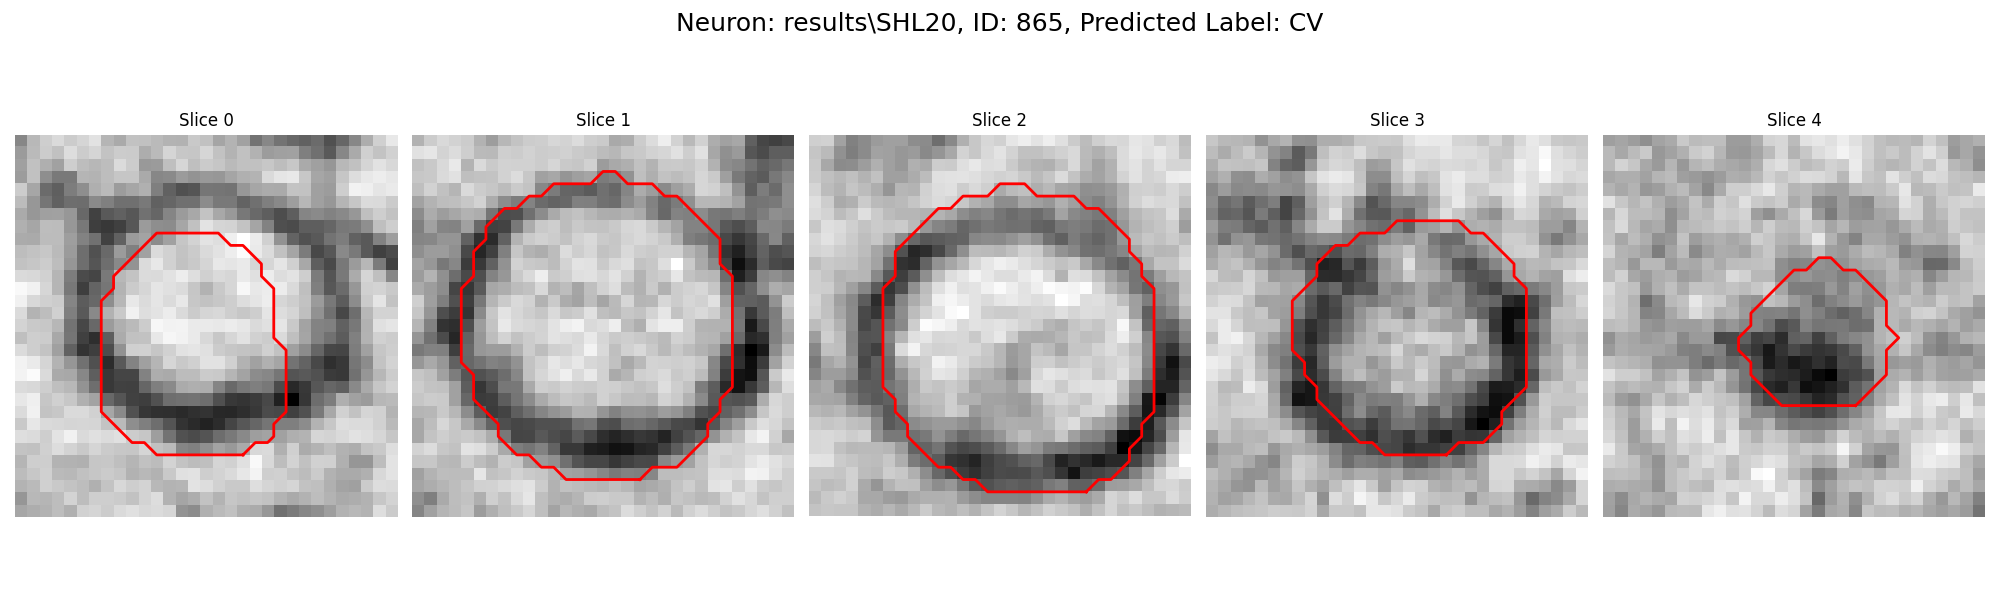 Neuron: results\SHL20, ID: 865, Predicted Label: CV
Slice 0
Slice 1
Slice 2
Slice 3
Slice 4